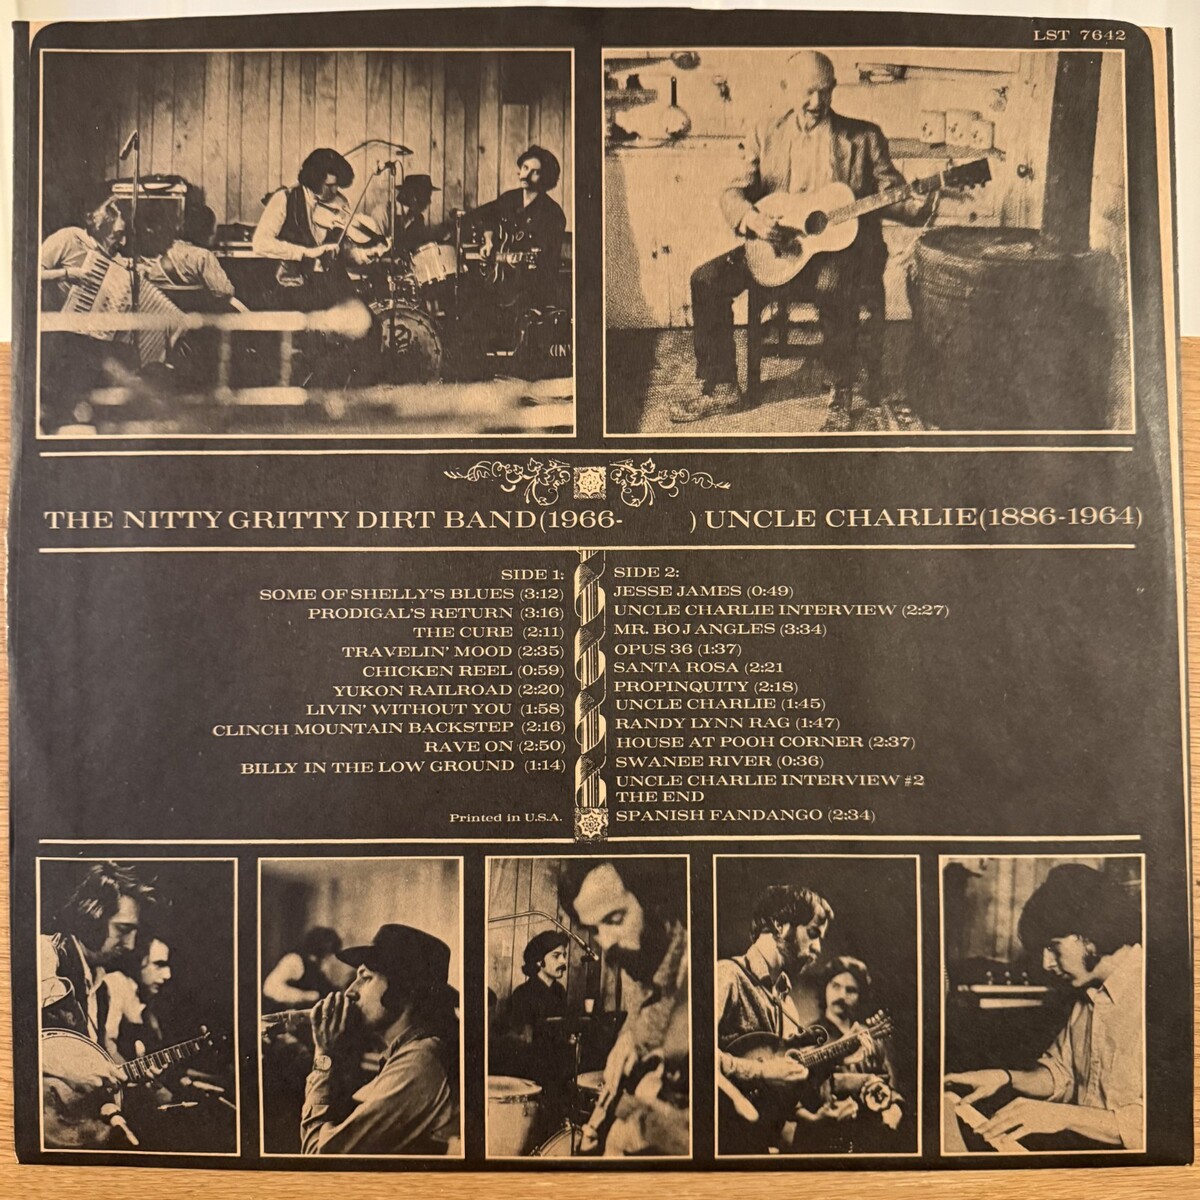 LST 7642
THE NITTY GRITTY DIRT BAND (1966- ) UNCLE CHARLIE (1886-1964)
SIDE 1:
SOME OF SHELLY'S BLUES (3:12)
PRODIGAL'S RETURN (3:16)
THE CURE (2:11)
TRAVELIN' MOOD (2:35)
CHICKEN REEL (0:59)
YUKON RAILROAD (2:20)
LIVIN' WITHOUT YOU (1:58)
CLINCH MOUNTAIN BACKSTEP (2:16)
RAVE ON (2:50)
BILLY IN THE LOW GROUND (1:14)
Printed in U.S.A.
SIDE 2:
JESSE JAMES (0:49)
UNCLE CHARLIE INTERVIEW (2:27)
MR. BOJANGLES (3:34)
OPUS 36 (1:37)
SANTA ROSA (2:21
PROPINQUITY (2:18)
UNCLE CHARLIE (1:45)
RANDY LYNN RAG (1:47)
HOUSE AT POOH CORNER (2:37)
SWANEE RIVER (0:36)
UNCLE CHARLIE INTERVIEW #2
THE END
SPANISH FANDANGO (2:34)